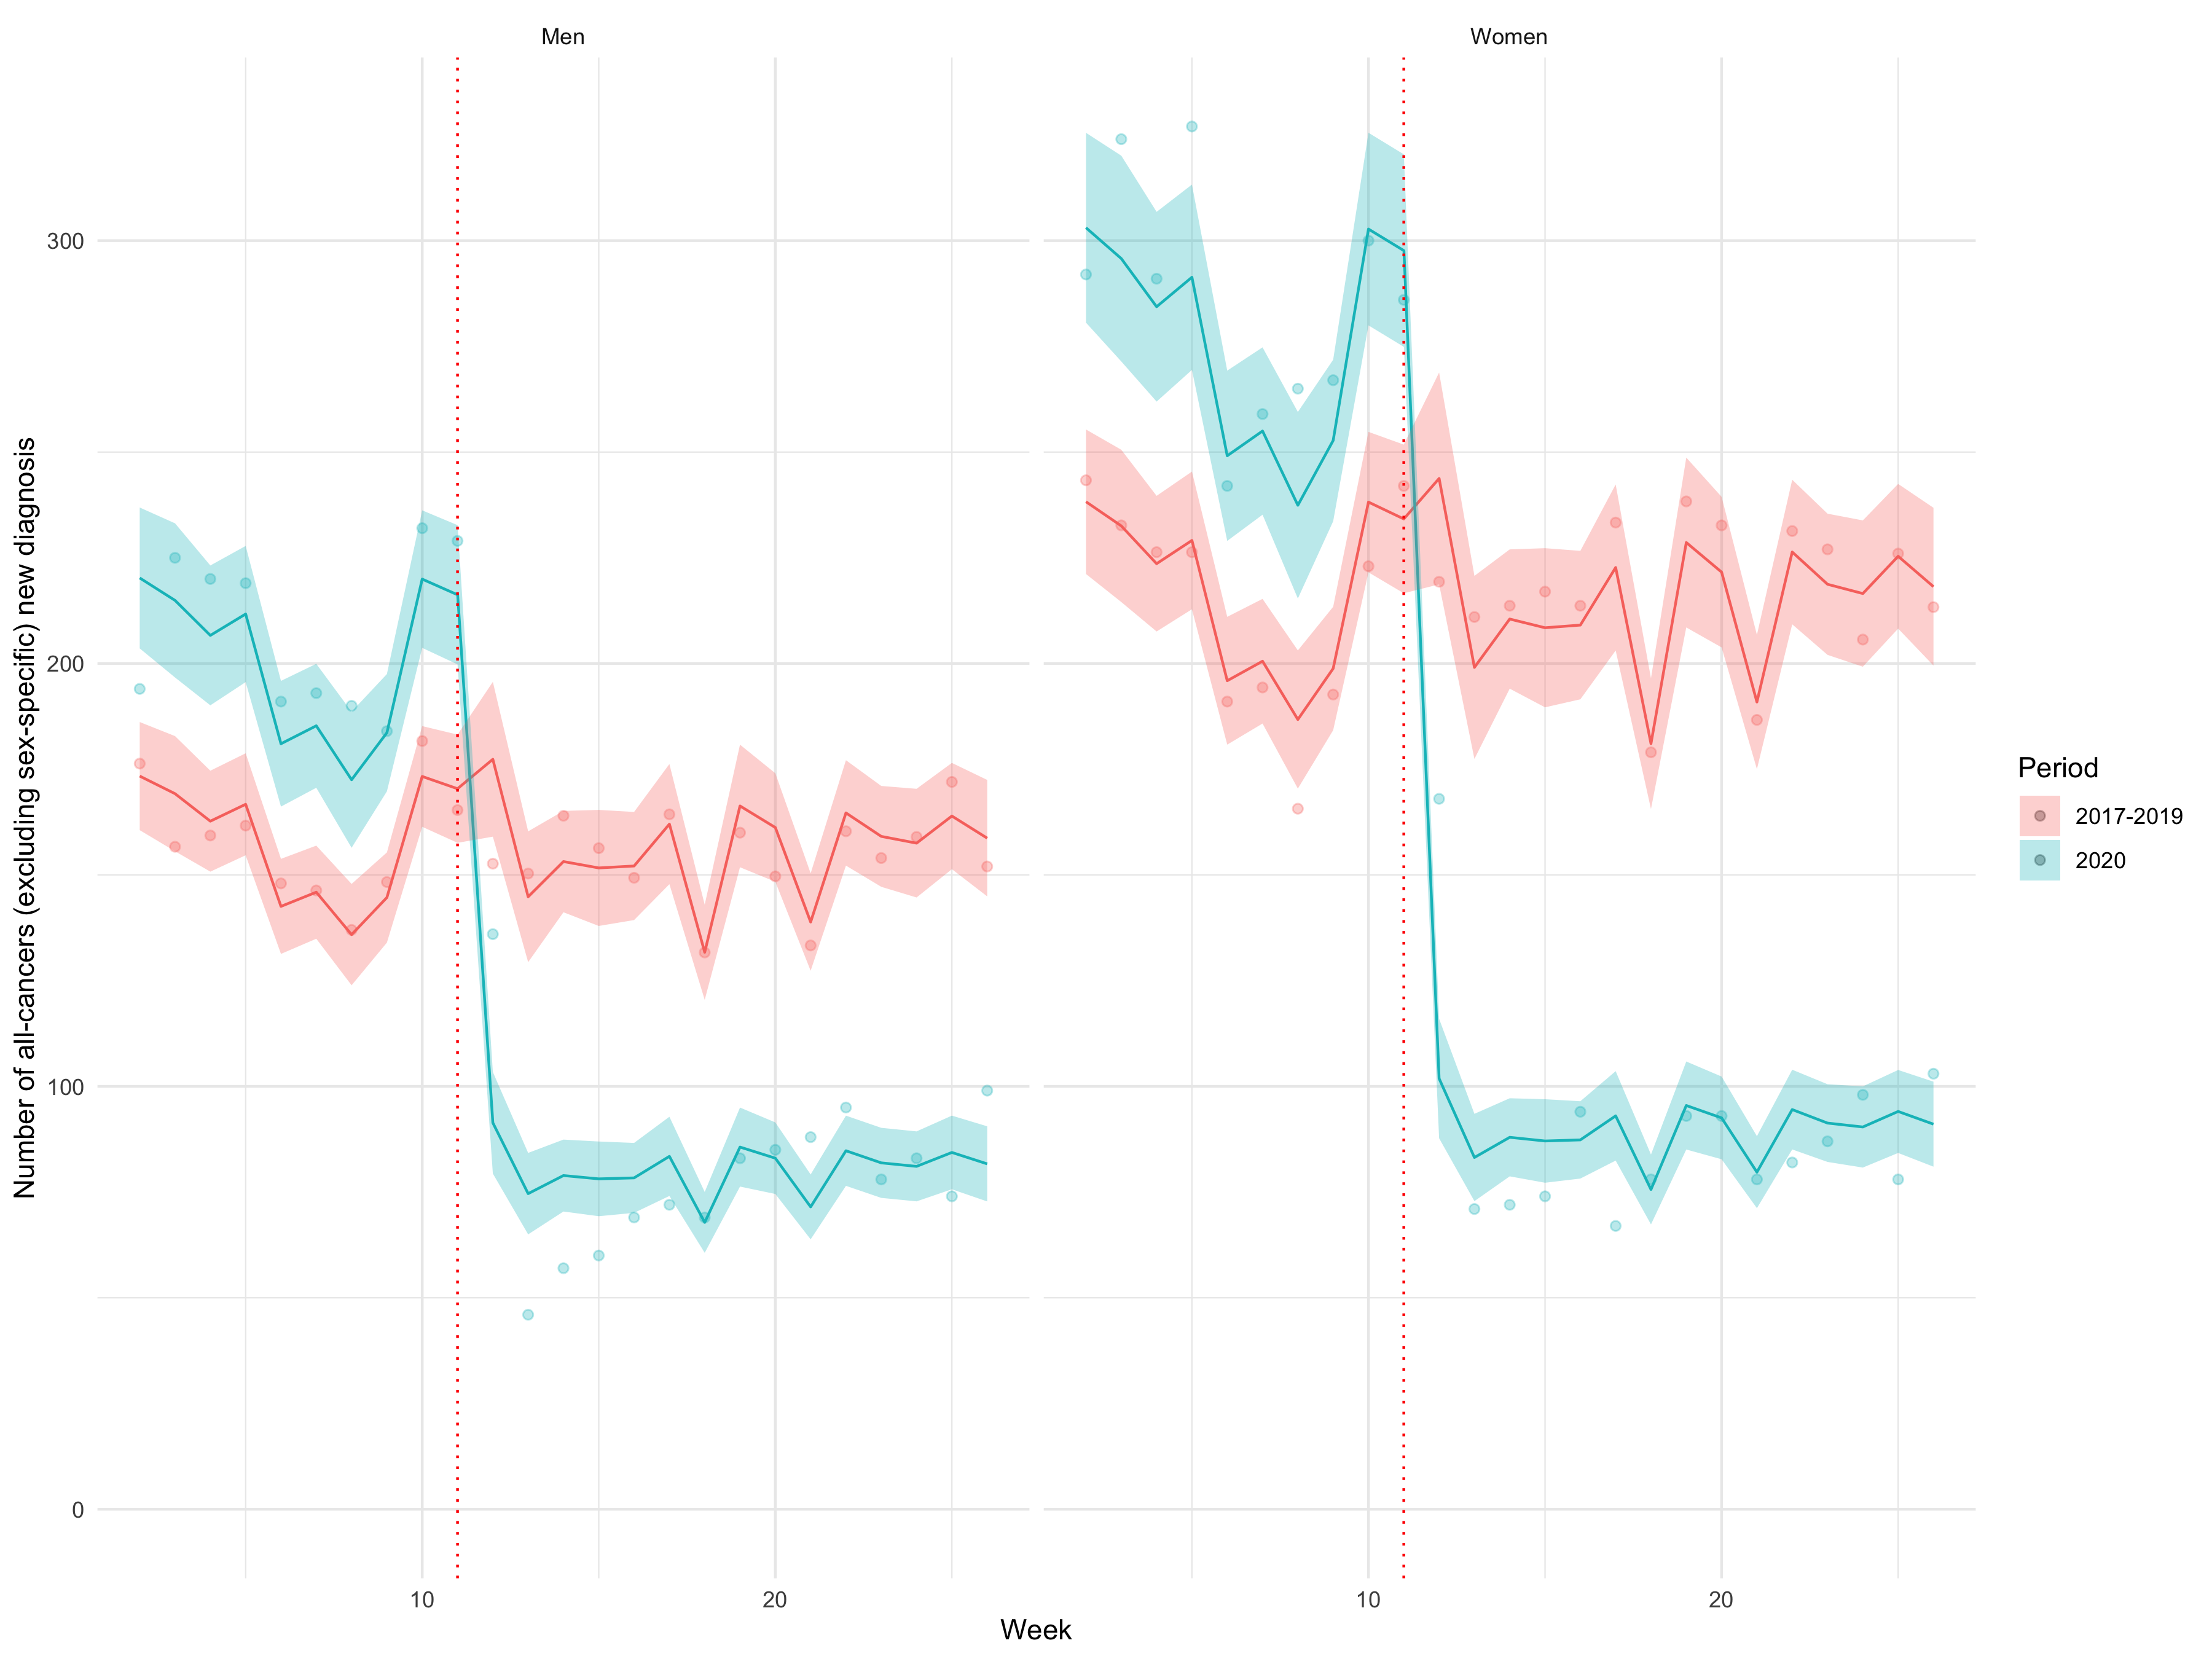 Men
Women
Number of all-cancers (excluding sex-specific) new diagnosis
300
200
100
0
10
20
10
20
Week
Period
2017-2019
2020